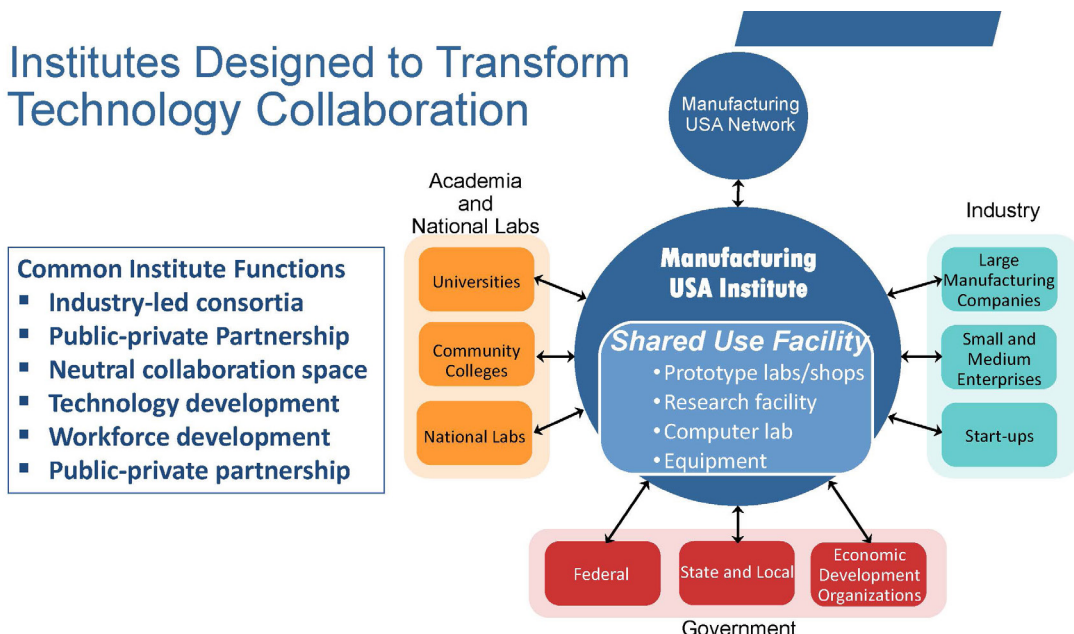 Institutes Designed to Transform
Technology Collaboration
Manufacturing
USA Network
Academia
and
National Labs
Universities
Community
Colleges
National Labs
Common Institute Functions
▪ Industry-led consortia
▪ Public-private Partnership
▪ Neutral collaboration space
▪ Technology development
▪ Workforce development
▪ Public-private partnership
Manufacturing
USA Institute
Shared Use Facility
•Prototype labs/shops
•Research facility
•Computer lab
•Equipment
Industry
Large
Manufacturing
Companies
Small and
Medium
Enterprises
Start-ups
Federal
State and Local
Economic
Development
Organizations
Government